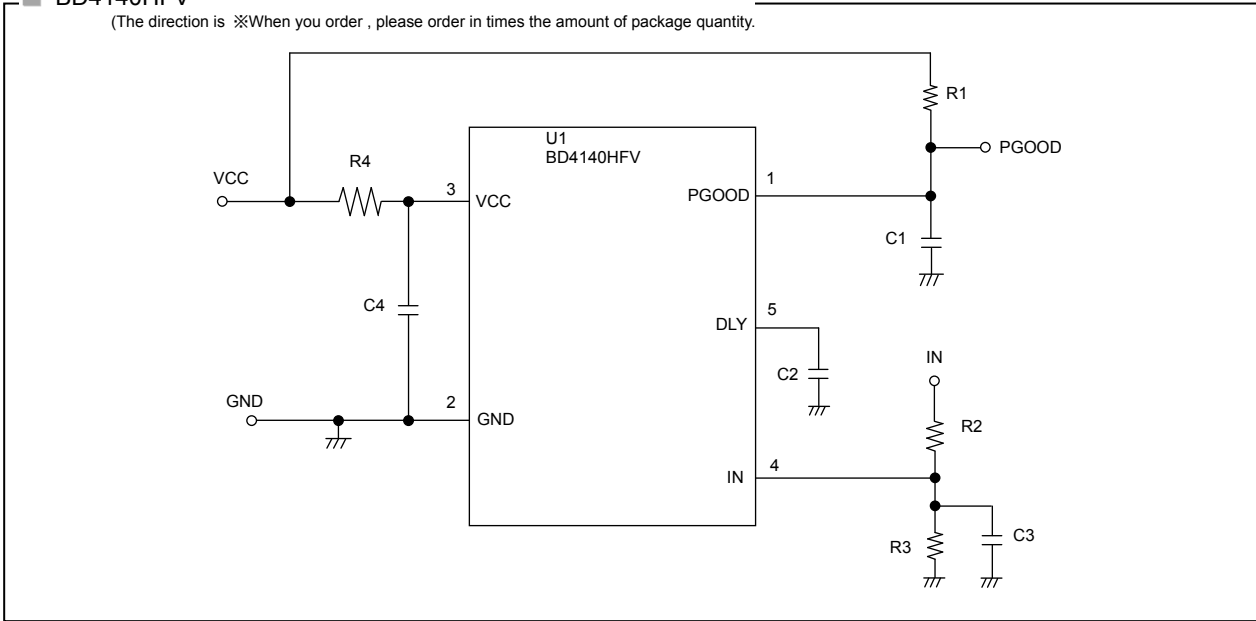 BD4140HFV
(The direction is ※When you order , please order in times the amount of package quantity.
R1
U1
BD4140HFV
PGOOD
R4
VCC
3
VCC
PGOOD
1
C1
C4
DLY
5
C2
IN
GND
2
GND
R2
IN
4
R3
C3